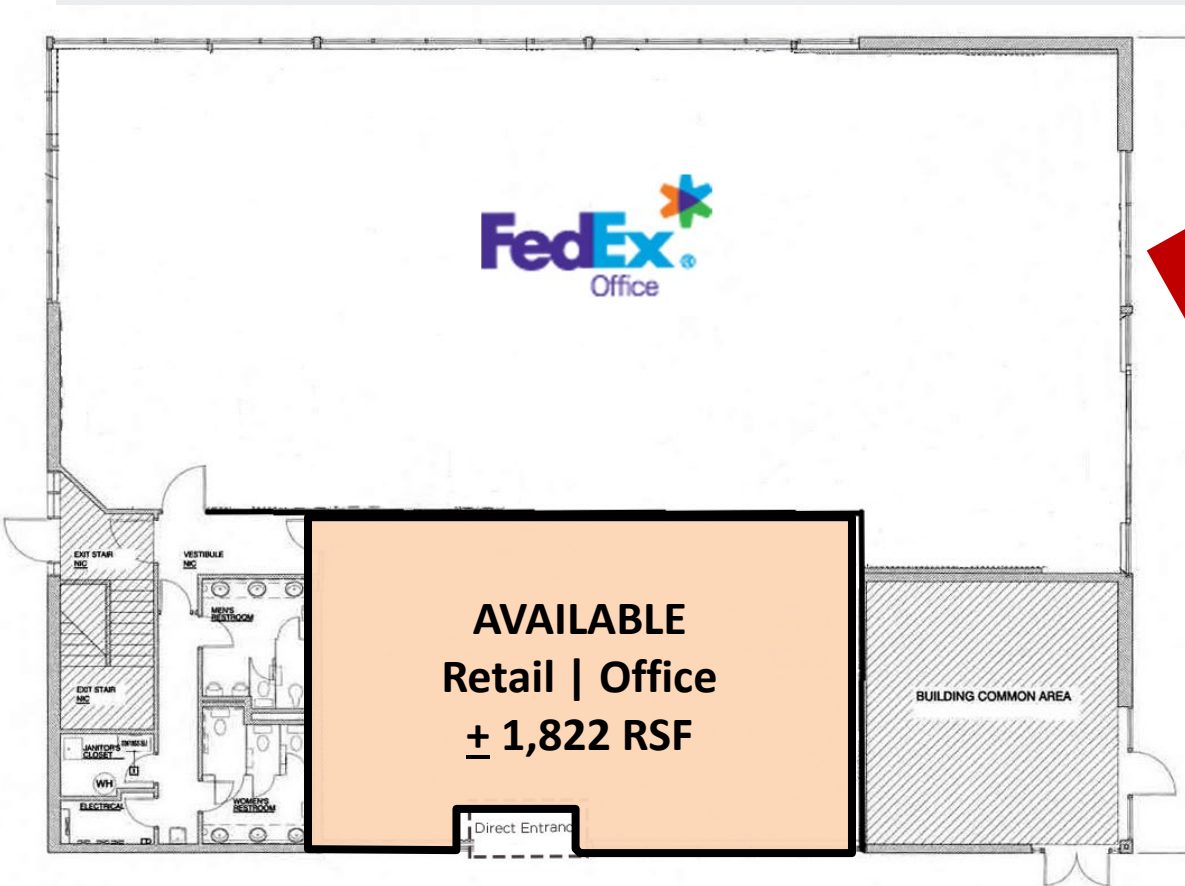 FedEx®
Office
EXIT STAIR
NIC
VESTIBULE
NIC
MEN'S
RESTROOM
AVAILABLE
Retail | Office
± 1,822 RSF
EXIT STAIR
NIC
BUILDING COMMON AREA
JANITOR'S
CLOSET
WH
ELECTRICAL
WOMEN'S
RESTROOM
Direct Entranc